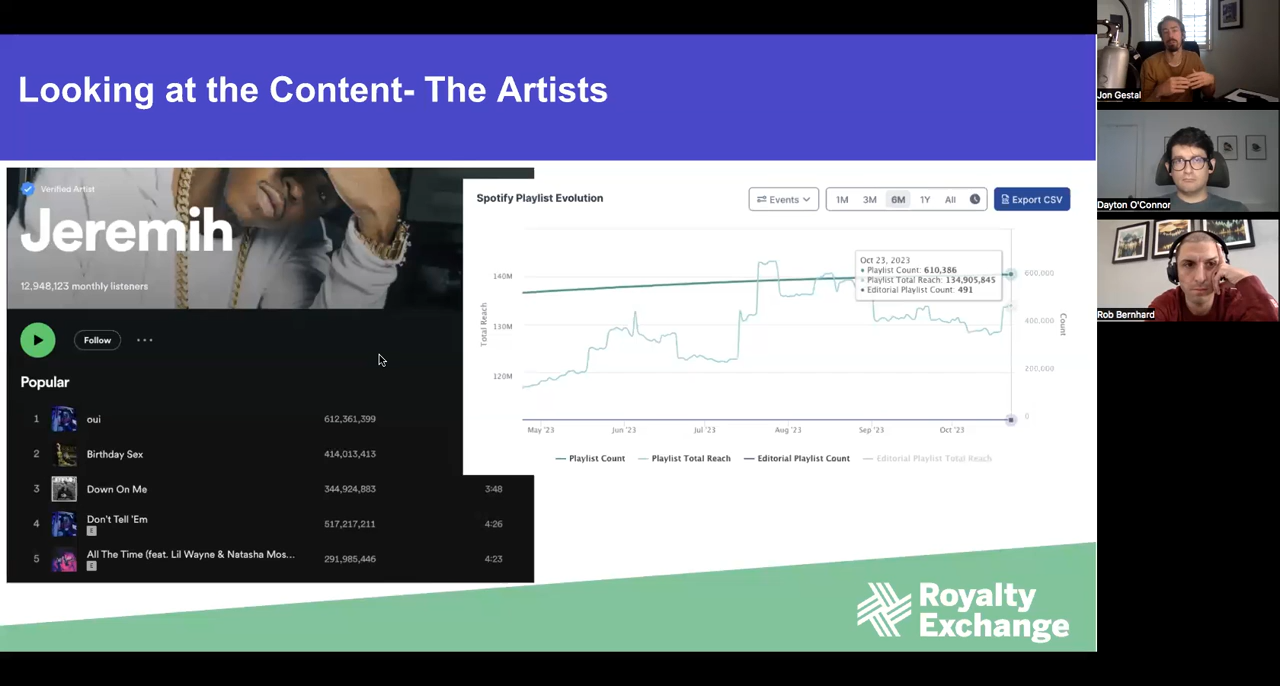 Looking at the Content- The Artists
Verified Artist
Jeremih
12,948,123 monthly listeners
Follow
Popular
1 oui 612,361,399
2 Birthday Sex 414,013,413
3 Down On Me 344,924,883 3:48
4 Don't Tell 'Em 517,217,211 4:26
E
5 All The Time (feat. Lil Wayne & Natasha Mos... 291,985,446 4:23
E
Spotify Playlist Evolution
Events 1M 3M 6M 1Y All Export CSV
Oct 23, 2023
Playlist Count: 610,386
Playlist Total Reach: 134,905,845
Editorial Playlist Count: 491
Total Reach
140M
130M
120M
600,000
400,000
200,000
0
Count
May '23 Jun '23 Jul '23 Aug '23 Sep '23 Oct '23
Playlist Count Playlist Total Reach Editorial Playlist Count Editorial Playlist Total Reach
Royalty
Exchange
Jon Gestal
Dayton O'Connor
Rob Bernhard